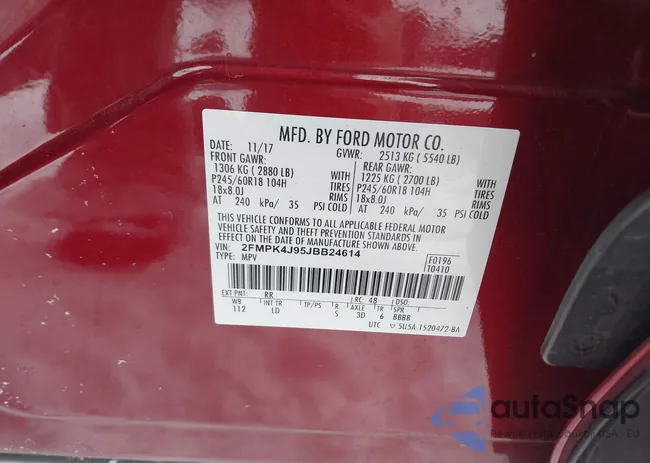 MFD. BY FORD MOTOR CO.
DATE: 11/17 GVWR: 2513 KG ( 5540 LB)
FRONT GAWR: REAR GAWR:
1306 KG ( 2880 LB) WITH 1225 KG ( 2700 LB) WITH
P245/60R18 104H TIRES P245/60R18 104H TIRES
18x8.0J RIMS 18x8.0J RIMS
AT 240 kPa/ 35 PSI COLD AT 240 kPa/ 35 PSI COLD
THIS VEHICLE CONFORMS TO ALL APPLICABLE FEDERAL MOTOR
VEHICLE SAFETY AND THEFT PREVENTION STANDARDS IN
EFFECT ON THE DATE OF MANUFACTURE SHOWN ABOVE.
VIN: 2FMPK4J95JBB24614 F0196
TYPE: MPV T0410
EXT PNT: RR RC: 48 DSO:
WB INT TR TP/PS R AXLE TR SPR
112 LD S 3D 6 BBBB
UTC 5U5A-1520472-BA
autoSnap